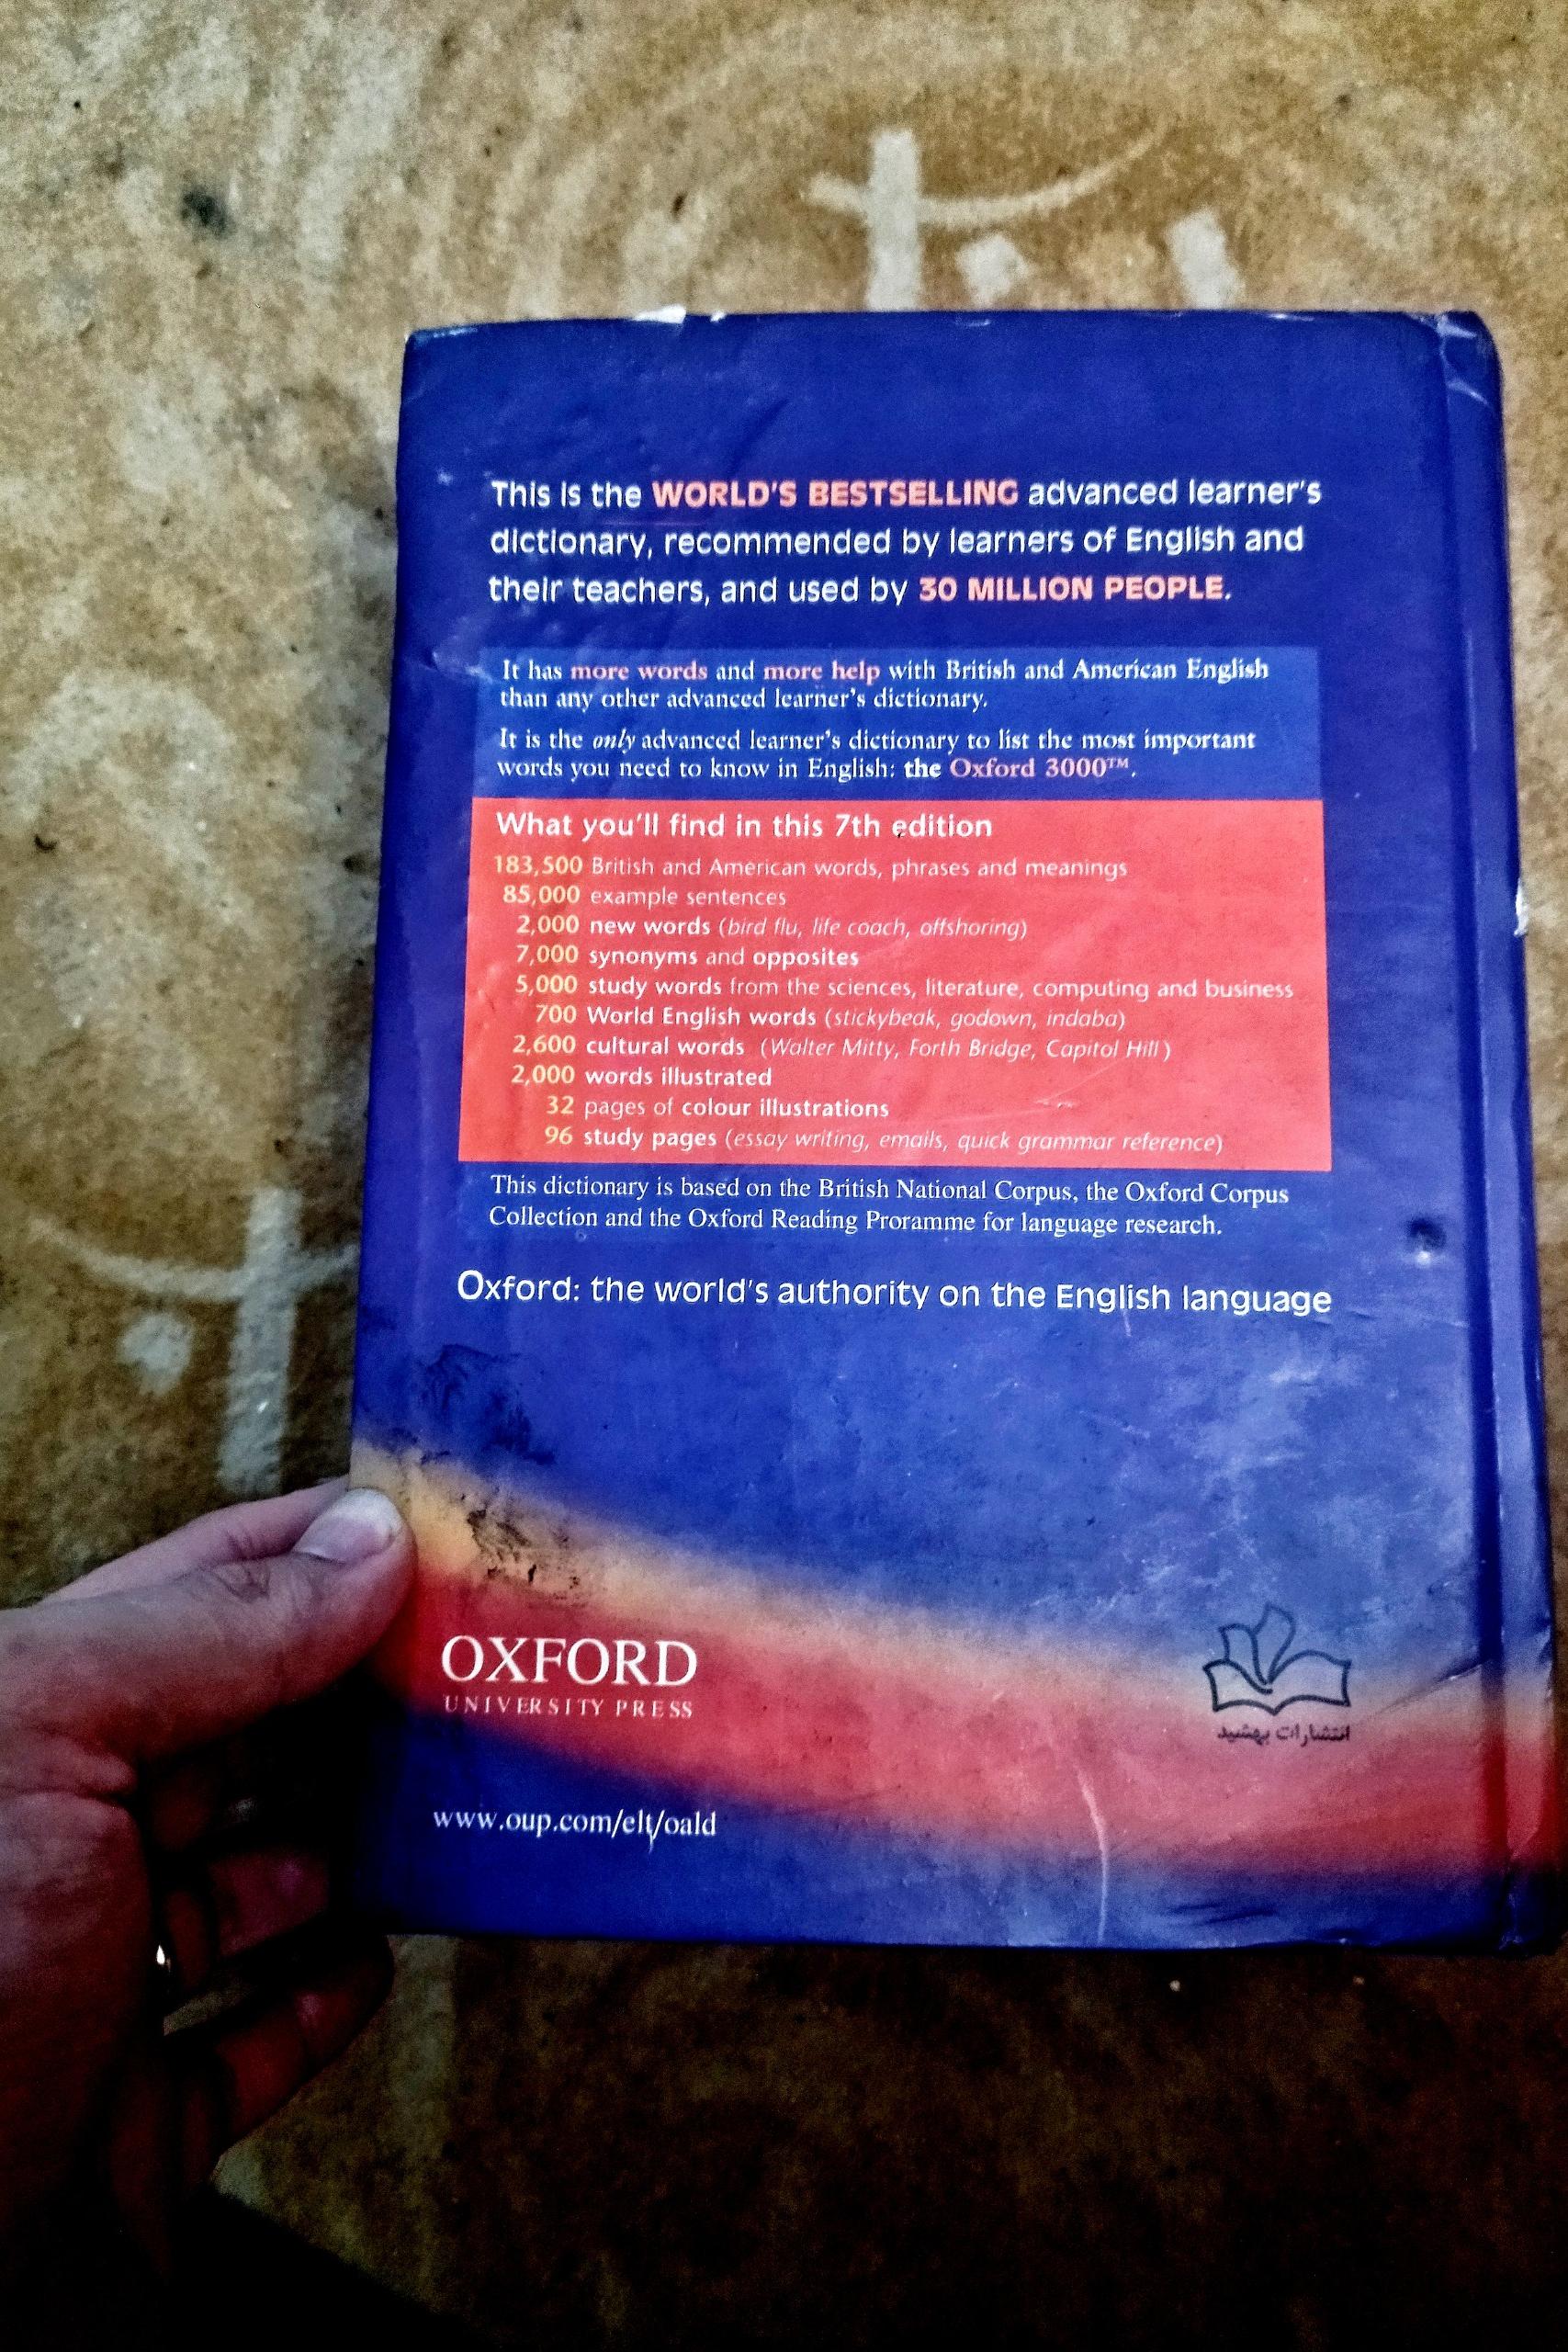 This is the WORLD'S BESTSELLING advanced learner's
dictionary, recommended by learners of English and
their teachers, and used by 30 MILLION PEOPLE.
It has more words and more help with British and American English
than any other advanced learner's dictionary.
It is the only advanced learner's dictionary to list the most important
words you need to know in English: the Oxford 3000™.
What you'll find in this 7th edition
183,500 British and American words, phrases and meanings
85,000 example sentences
2,000 new words (bird flu, life coach, offshoring)
7,000 synonyms and opposites
5,000 study words from the sciences, literature, computing and business
700 World English words (stickybeak, godown, indaba)
2,600 cultural words (Walter Mitty, Forth Bridge, Capitol Hill)
2,000 words illustrated
32 pages of colour illustrations
96 study pages (essay writing, emails, quick grammar reference)
This dictionary is based on the British National Corpus, the Oxford Corpus
Collection and the Oxford Reading Proramme for language research.
Oxford: the world's authority on the English language
OXFORD
UNIVERSITY PRESS
انتشارات بهشید
www.oup.com/elt/oald